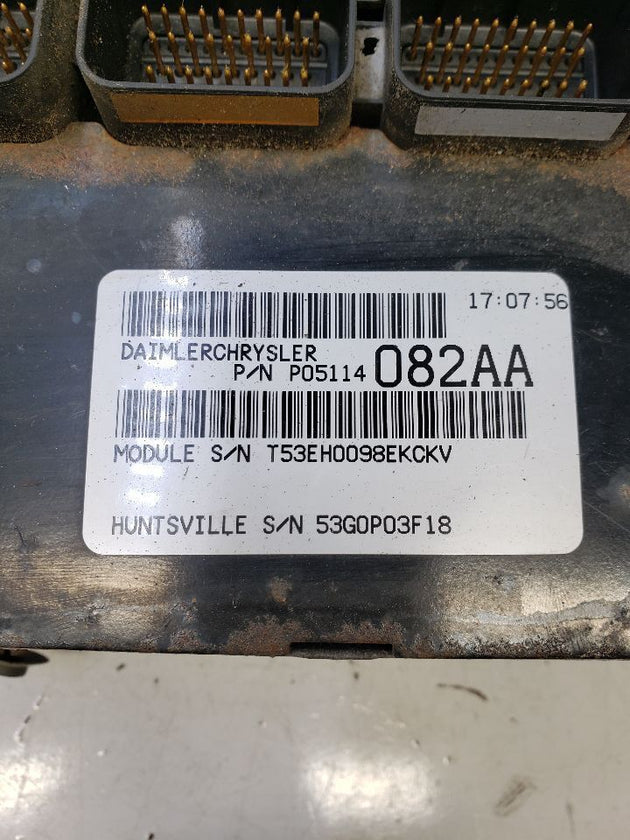 17:07:56
DAIMLERCHRYSLER
P/N P05114 082AA
MODULE S/N T53EH0098EKCKV
HUNTSVILLE S/N 53G0P03F18